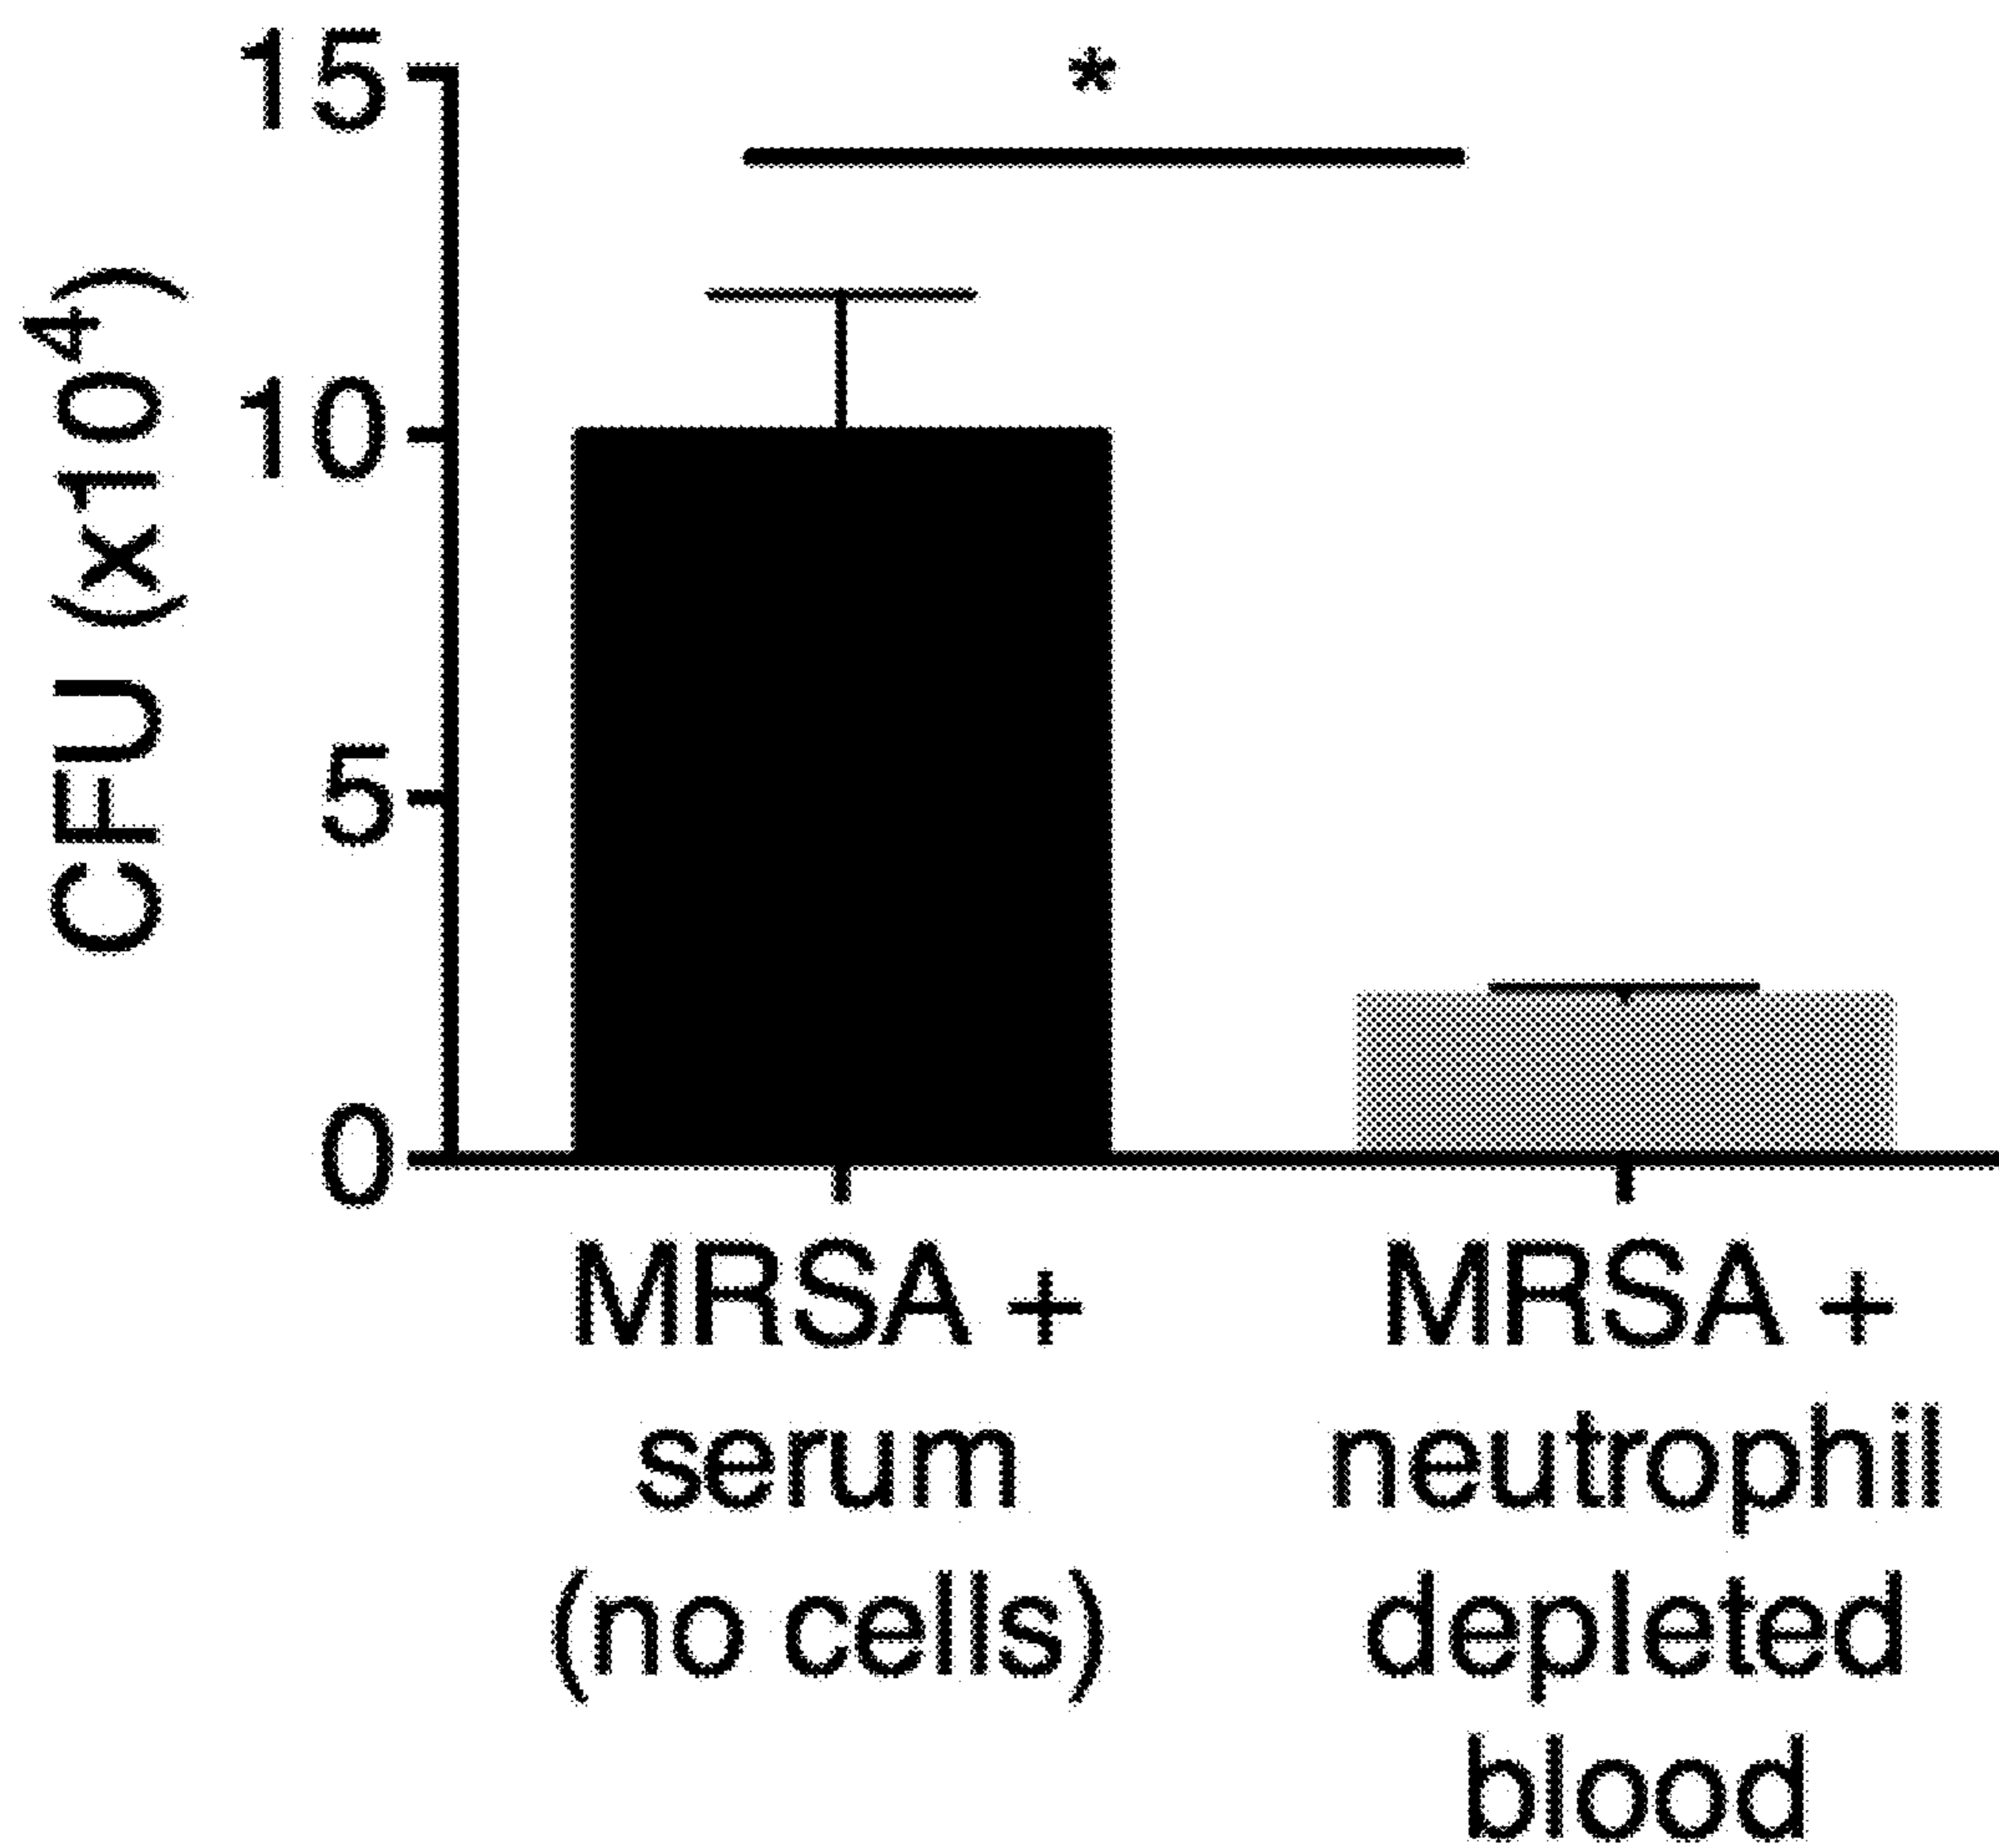 CFU (x10⁴)
15
10
5
0
*
MRSA +
serum
(no cells)
MRSA +
neutrophil
depleted
blood